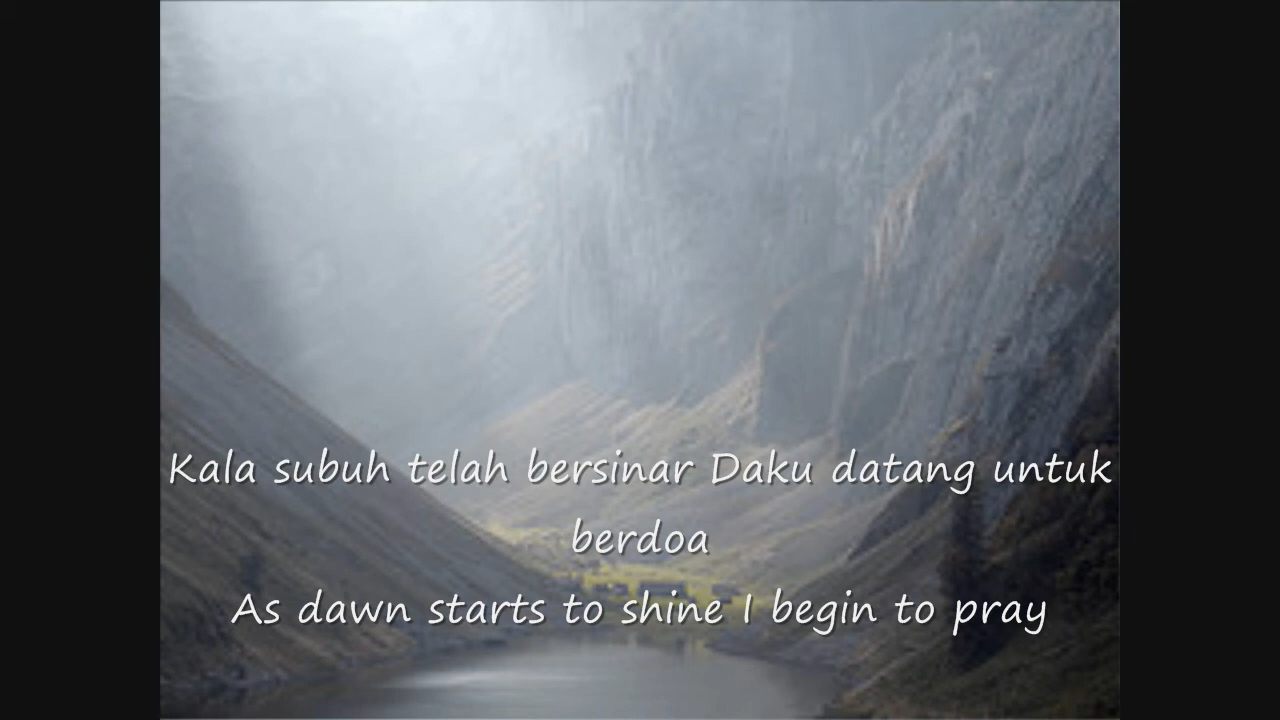 Kala subuh telah bersinar Daku datang untuk
berdoa
As dawn starts to shine I begin to pray